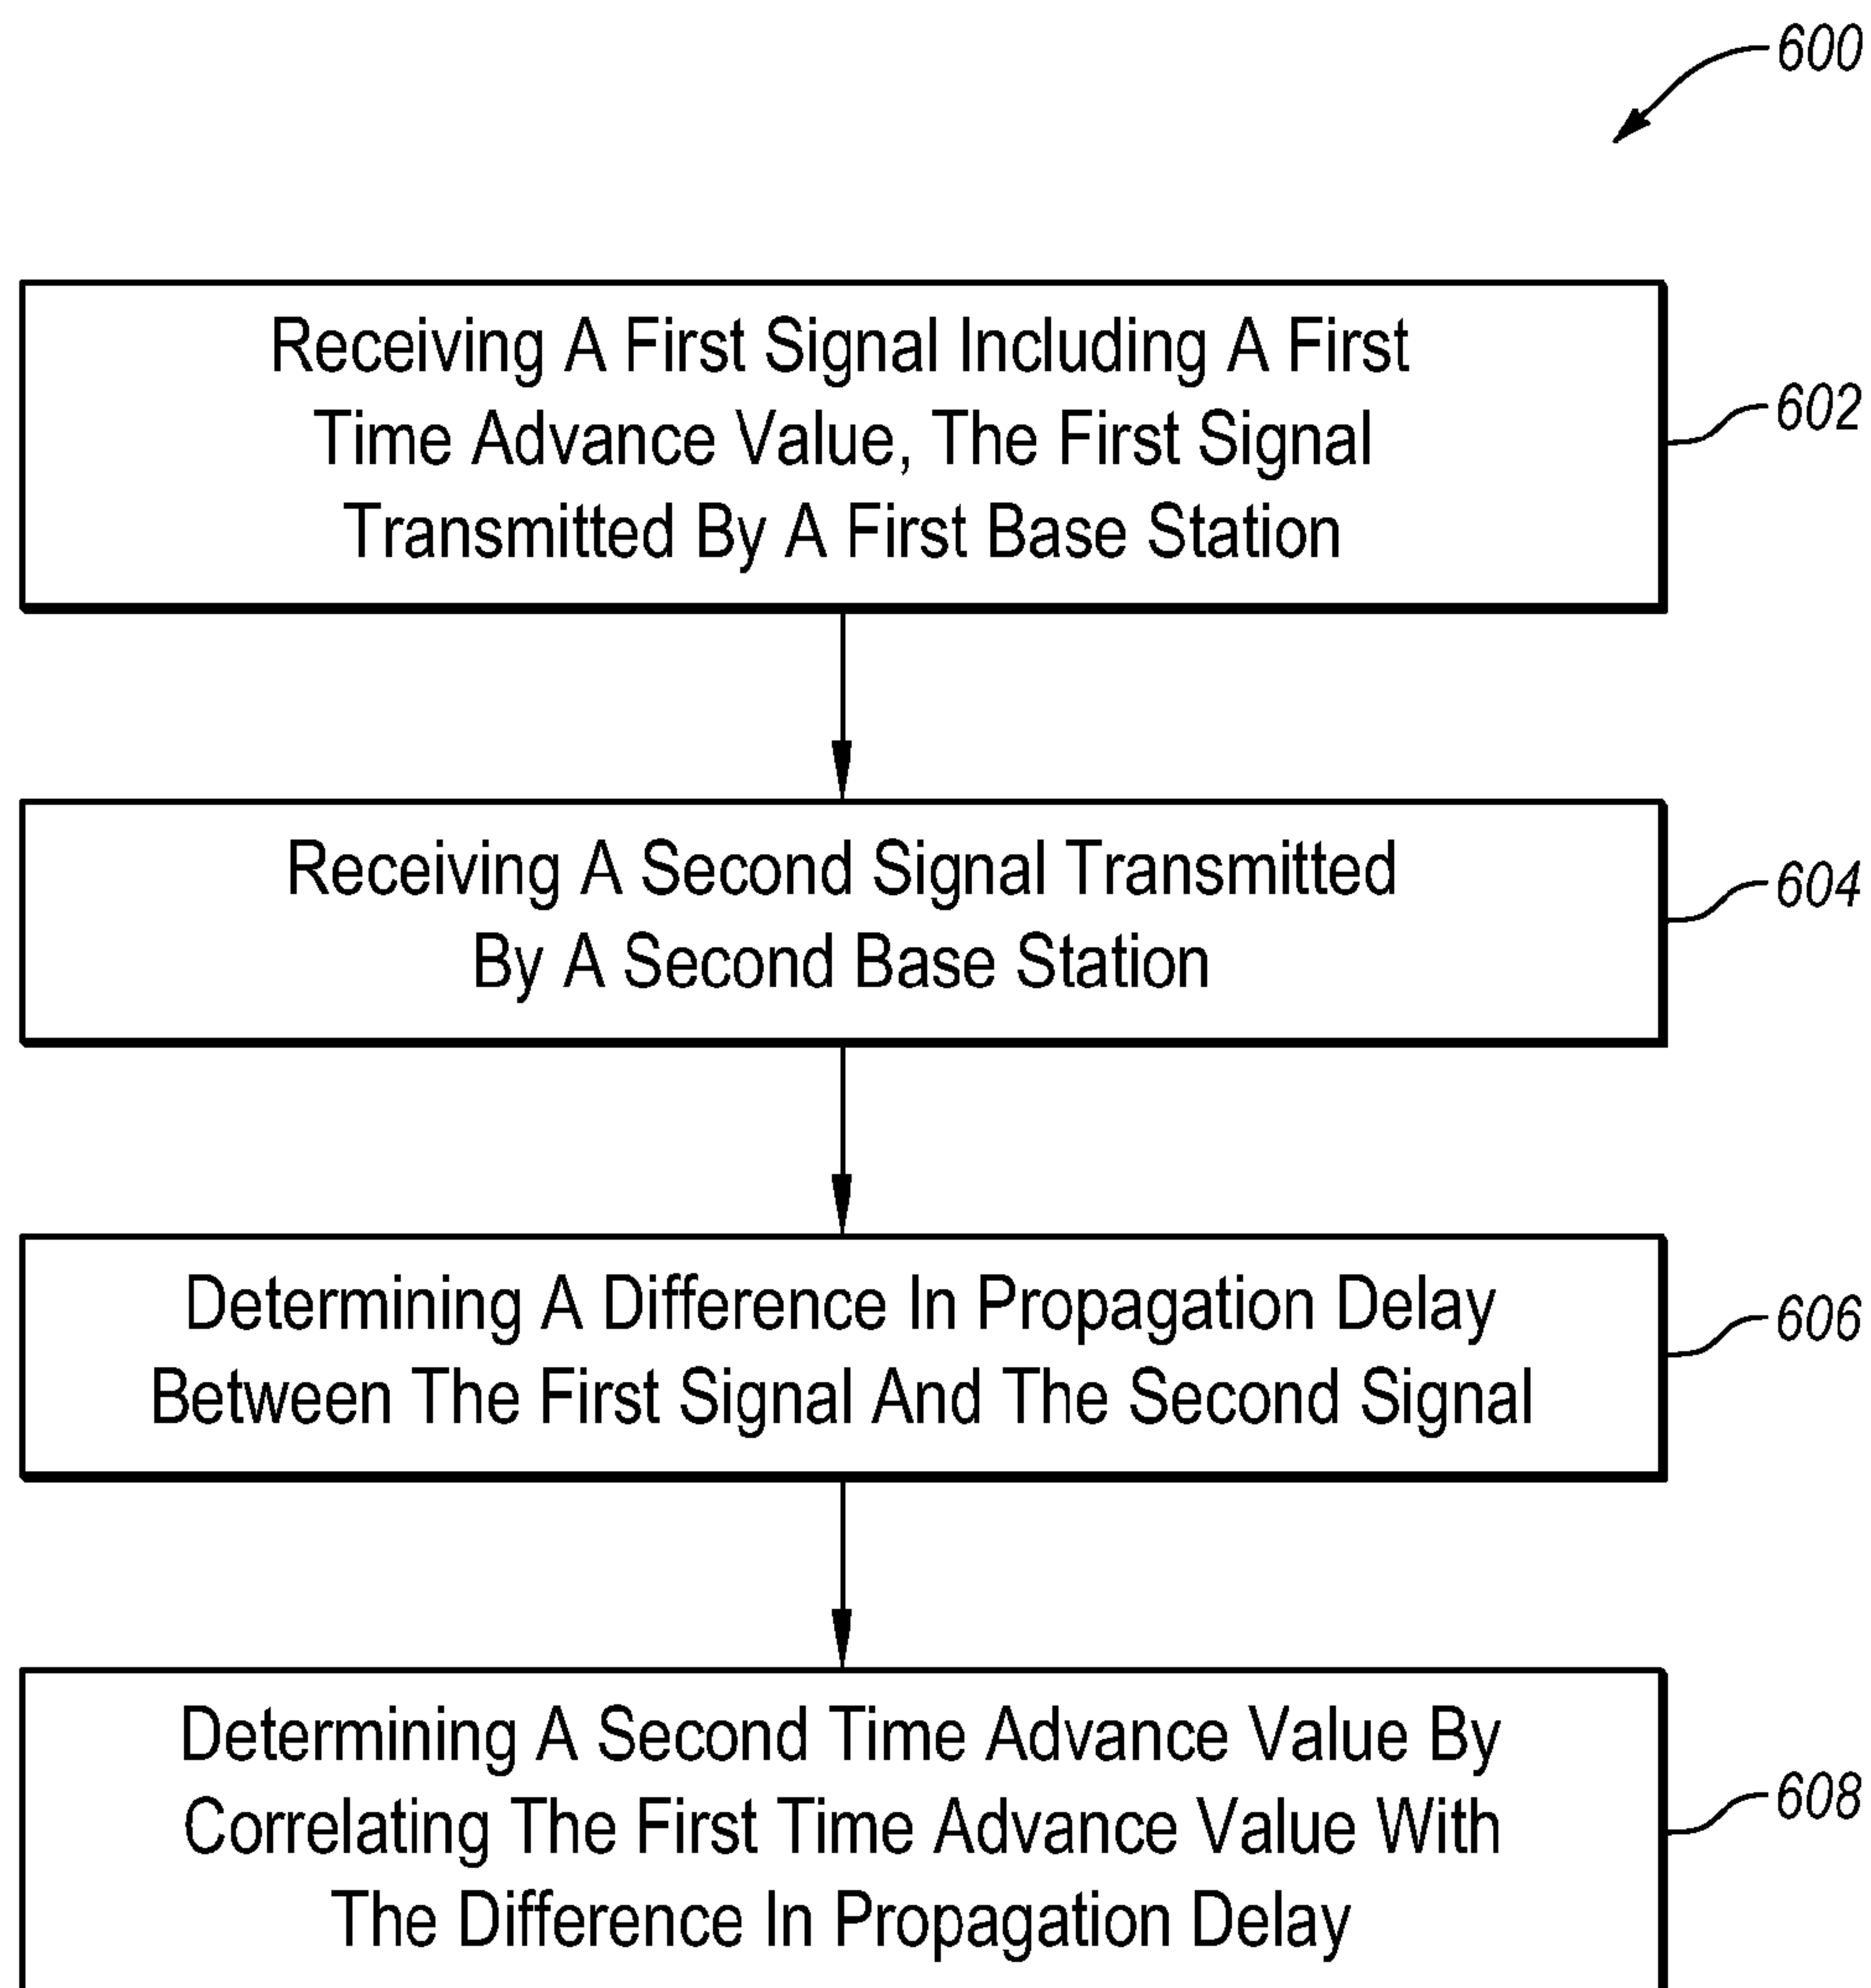 600
Receiving A First Signal Including A First
Time Advance Value, The First Signal
Transmitted By A First Base Station
602
Receiving A Second Signal Transmitted
By A Second Base Station
604
Determining A Difference In Propagation Delay
Between The First Signal And The Second Signal
606
Determining A Second Time Advance Value By
Correlating The First Time Advance Value With
The Difference In Propagation Delay
608